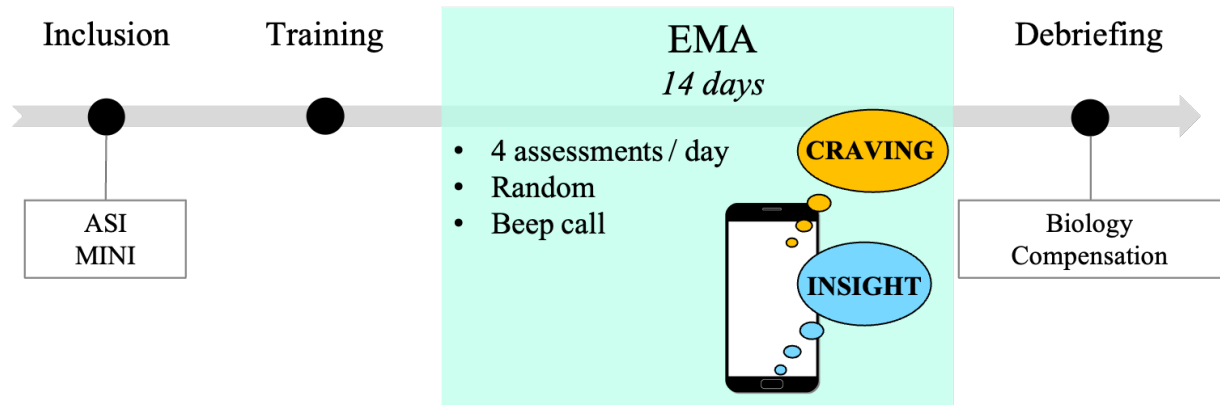 Inclusion
Training
EMA
14 days
Debriefing
• 4 assessments / day
• Random
• Beep call
CRAVING
INSIGHT
ASI
MINI
Biology
Compensation